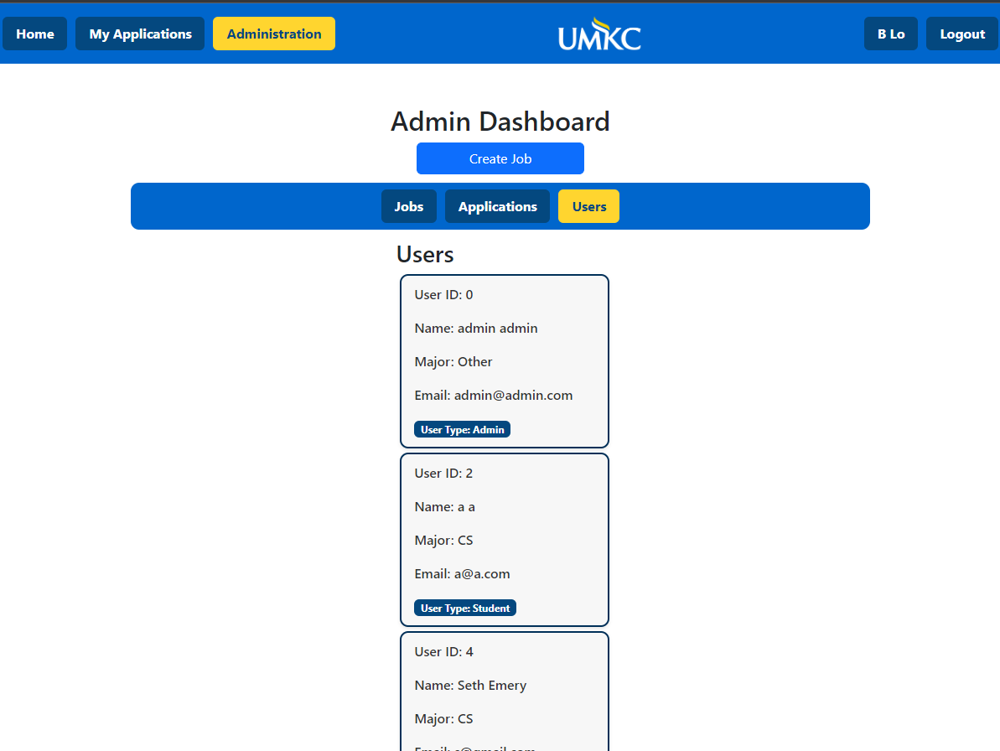 Home My Applications Administration UMKC B Lo Logout
Admin Dashboard
Create Job
Jobs Applications Users
Users
User ID: 0
Name: admin admin
Major: Other
Email: admin@admin.com
User Type: Admin
User ID: 2
Name: a a
Major: CS
Email: a@a.com
User Type: Student
User ID: 4
Name: Seth Emery
Major: CS